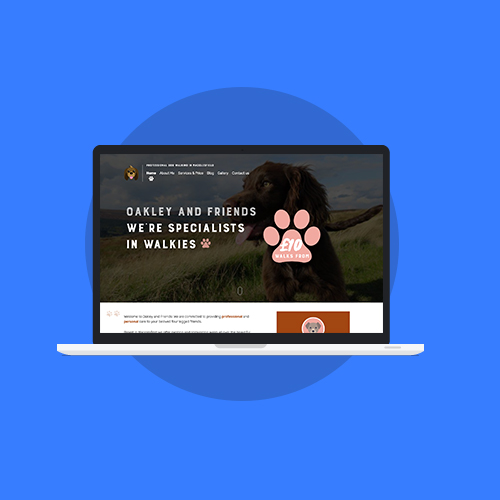 PROFESSIONAL DOG WALKING IN MACCLESFIELD
Home About Me Services & Price Blog Gallery Contact us
OAKLEY AND FRIENDS
WE'RE SPECIALISTS
IN WALKIES
£10
WALKS FROM
Welcome to Oakley and Friends. We are committed to providing professional and
personal care to your beloved four legged friends.